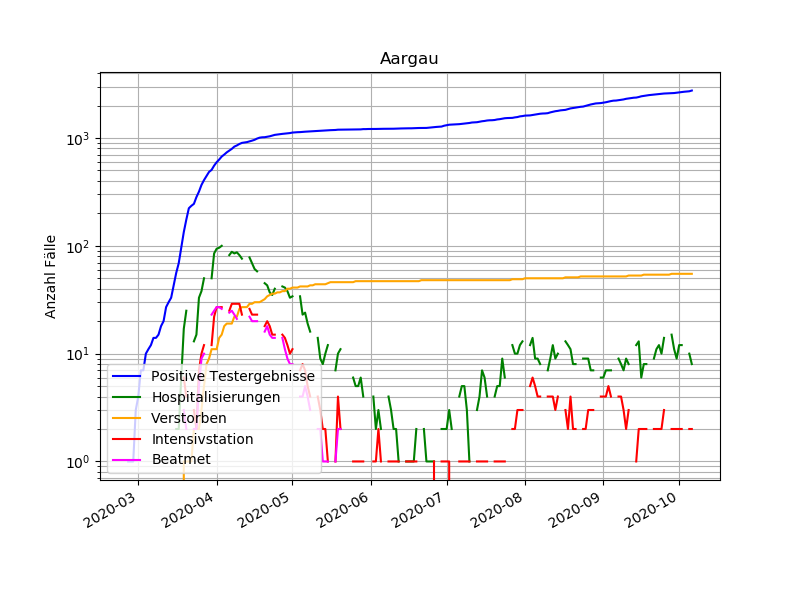 Aargau
Anzahl Fälle
10³
10²
10¹
10⁰
Positive Testergebnisse
Hospitalisierungen
Verstorben
Intensivstation
Beatmet
2020-03
2020-04
2020-05
2020-06
2020-07
2020-08
2020-09
2020-10